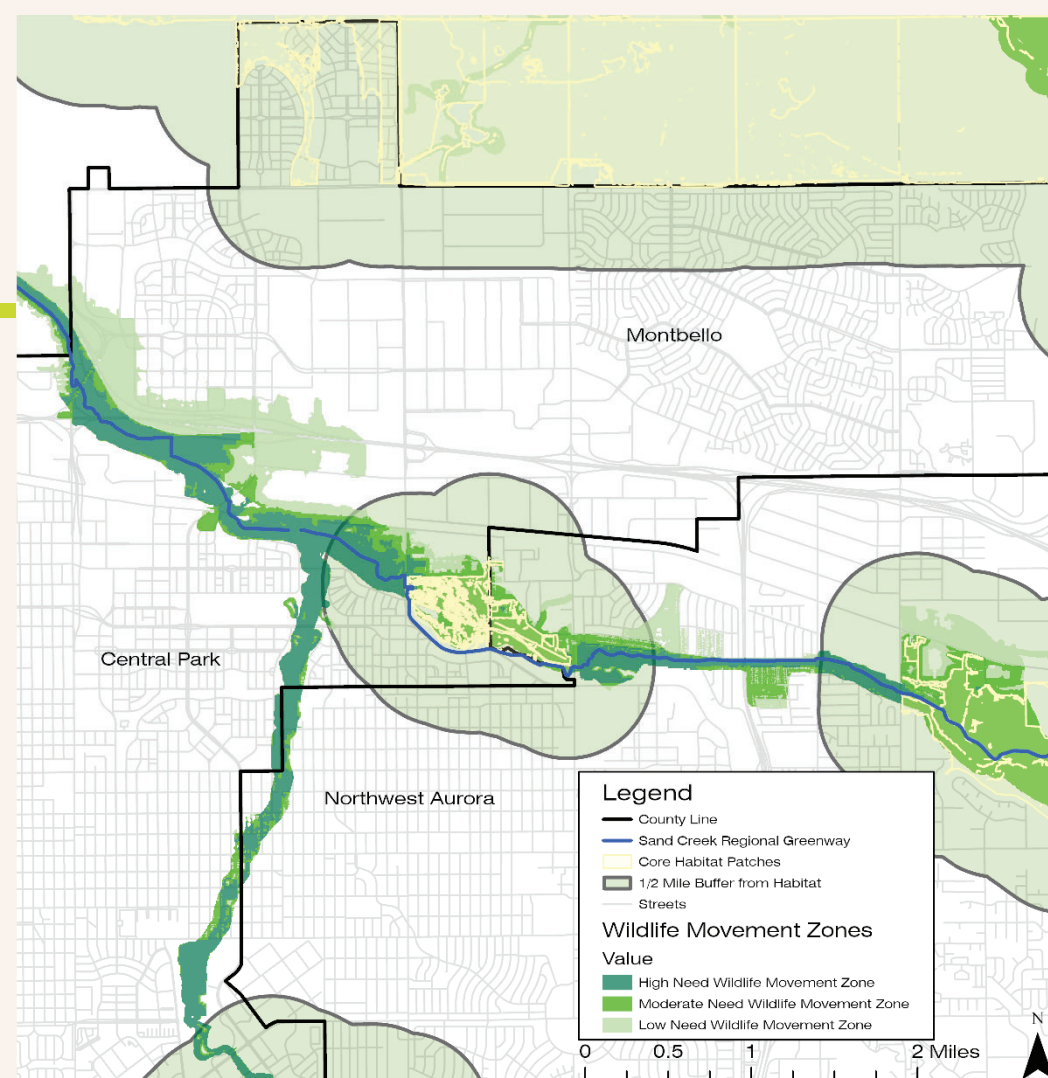 Montbello
Central Park
Northwest Aurora
Legend
County Line
Sand Creek Regional Greenway
Core Habitat Patches
1/2 Mile Buffer from Habitat
Streets
Wildlife Movement Zones
Value
High Need Wildlife Movement Zone
Moderate Need Wildlife Movement Zone
Low Need Wildlife Movement Zone
N
0 0.5 1 2 Miles